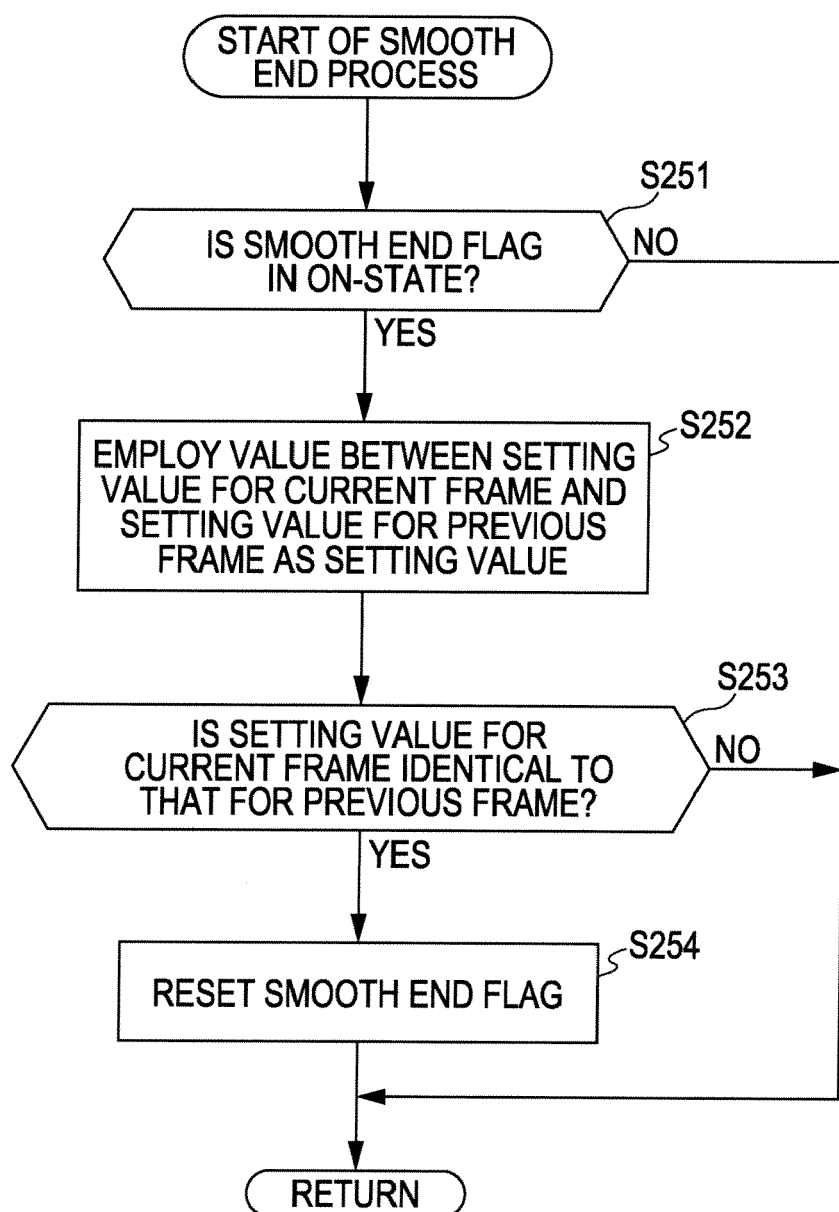 START OF SMOOTH
END PROCESS
S251
IS SMOOTH END FLAG
IN ON-STATE?
NO
YES
S252
EMPLOY VALUE BETWEEN SETTING
VALUE FOR CURRENT FRAME AND
SETTING VALUE FOR PREVIOUS
FRAME AS SETTING VALUE
S253
IS SETTING VALUE FOR
CURRENT FRAME IDENTICAL TO
THAT FOR PREVIOUS FRAME?
NO
YES
S254
RESET SMOOTH END FLAG
RETURN